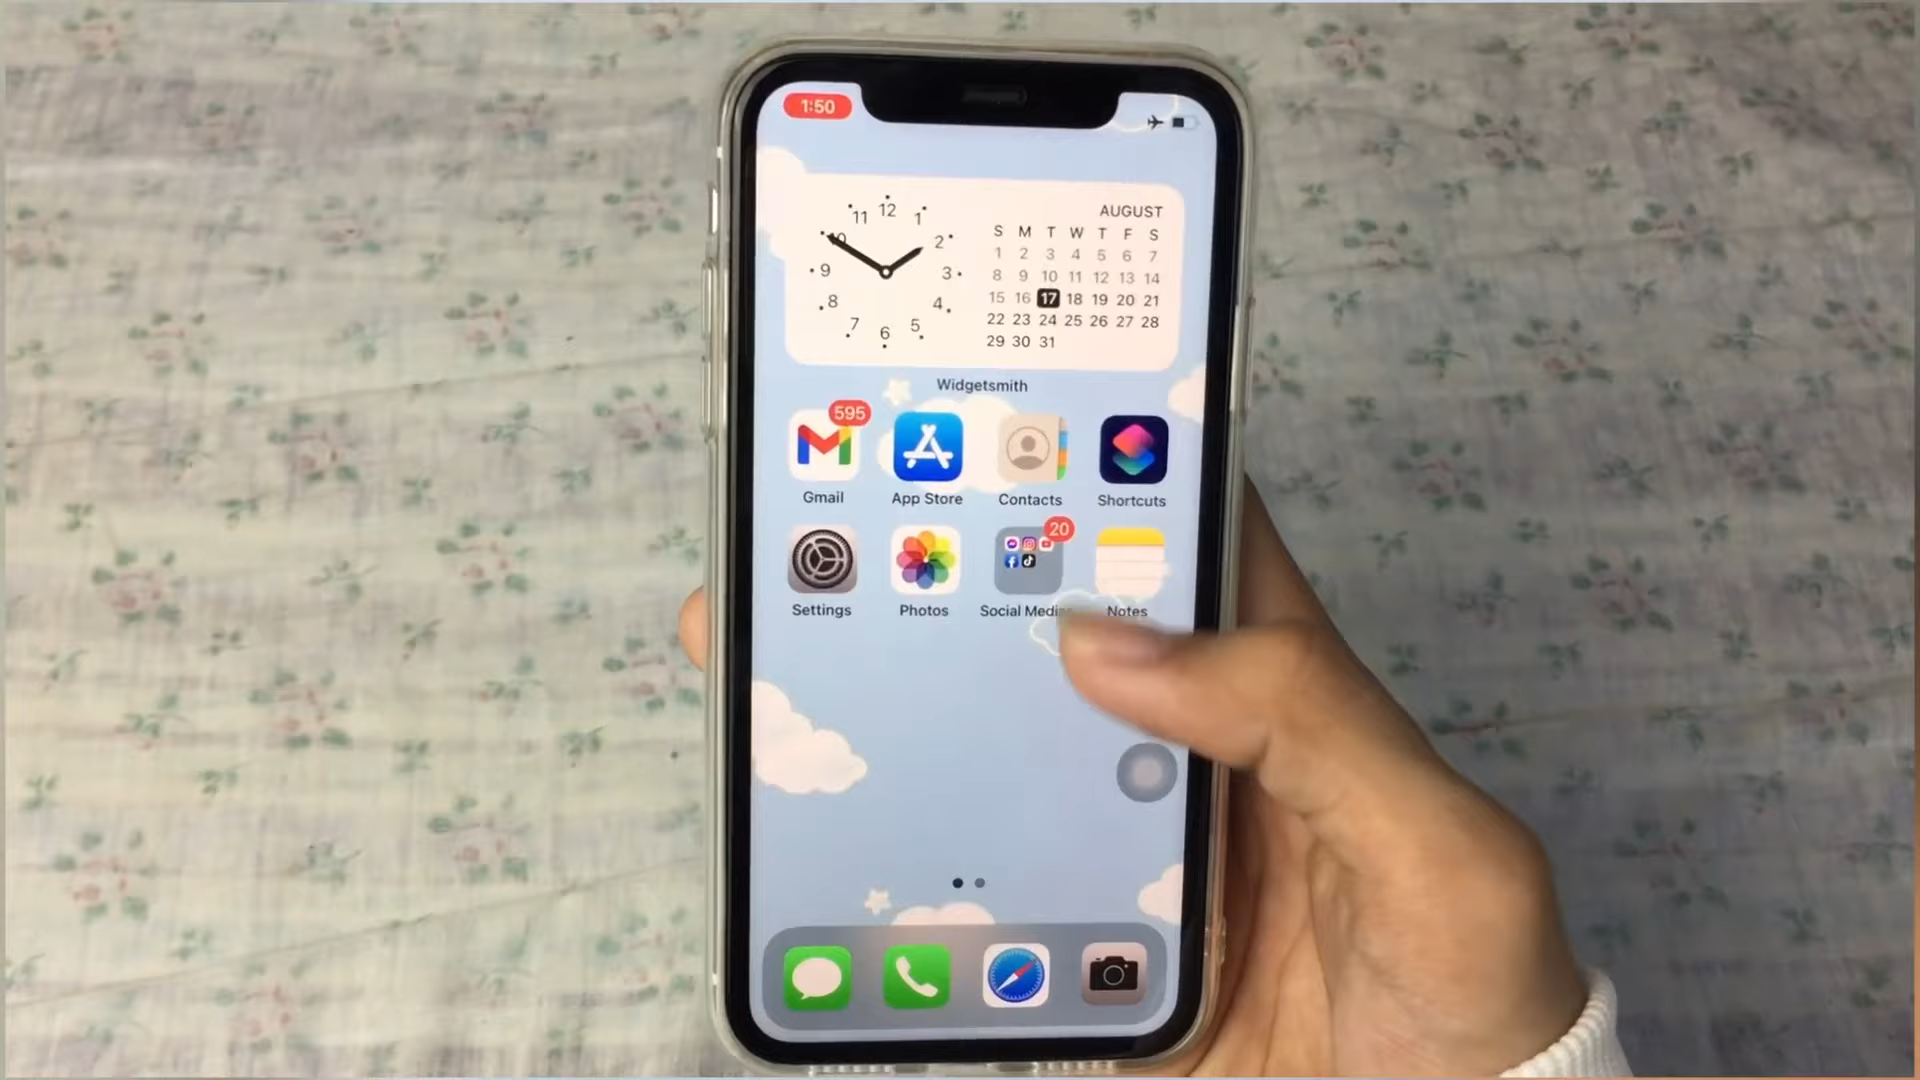 1:50
11 12 1
10 2
9 3
8 4
7 6 5
AUGUST
S M T W T F S
1 2 3 4 5 6 7
8 9 10 11 12 13 14
15 16 17 18 19 20 21
22 23 24 25 26 27 28
29 30 31
Widgetsmith
595
Gmail App Store Contacts Shortcuts
20
Settings Photos Social Media Notes